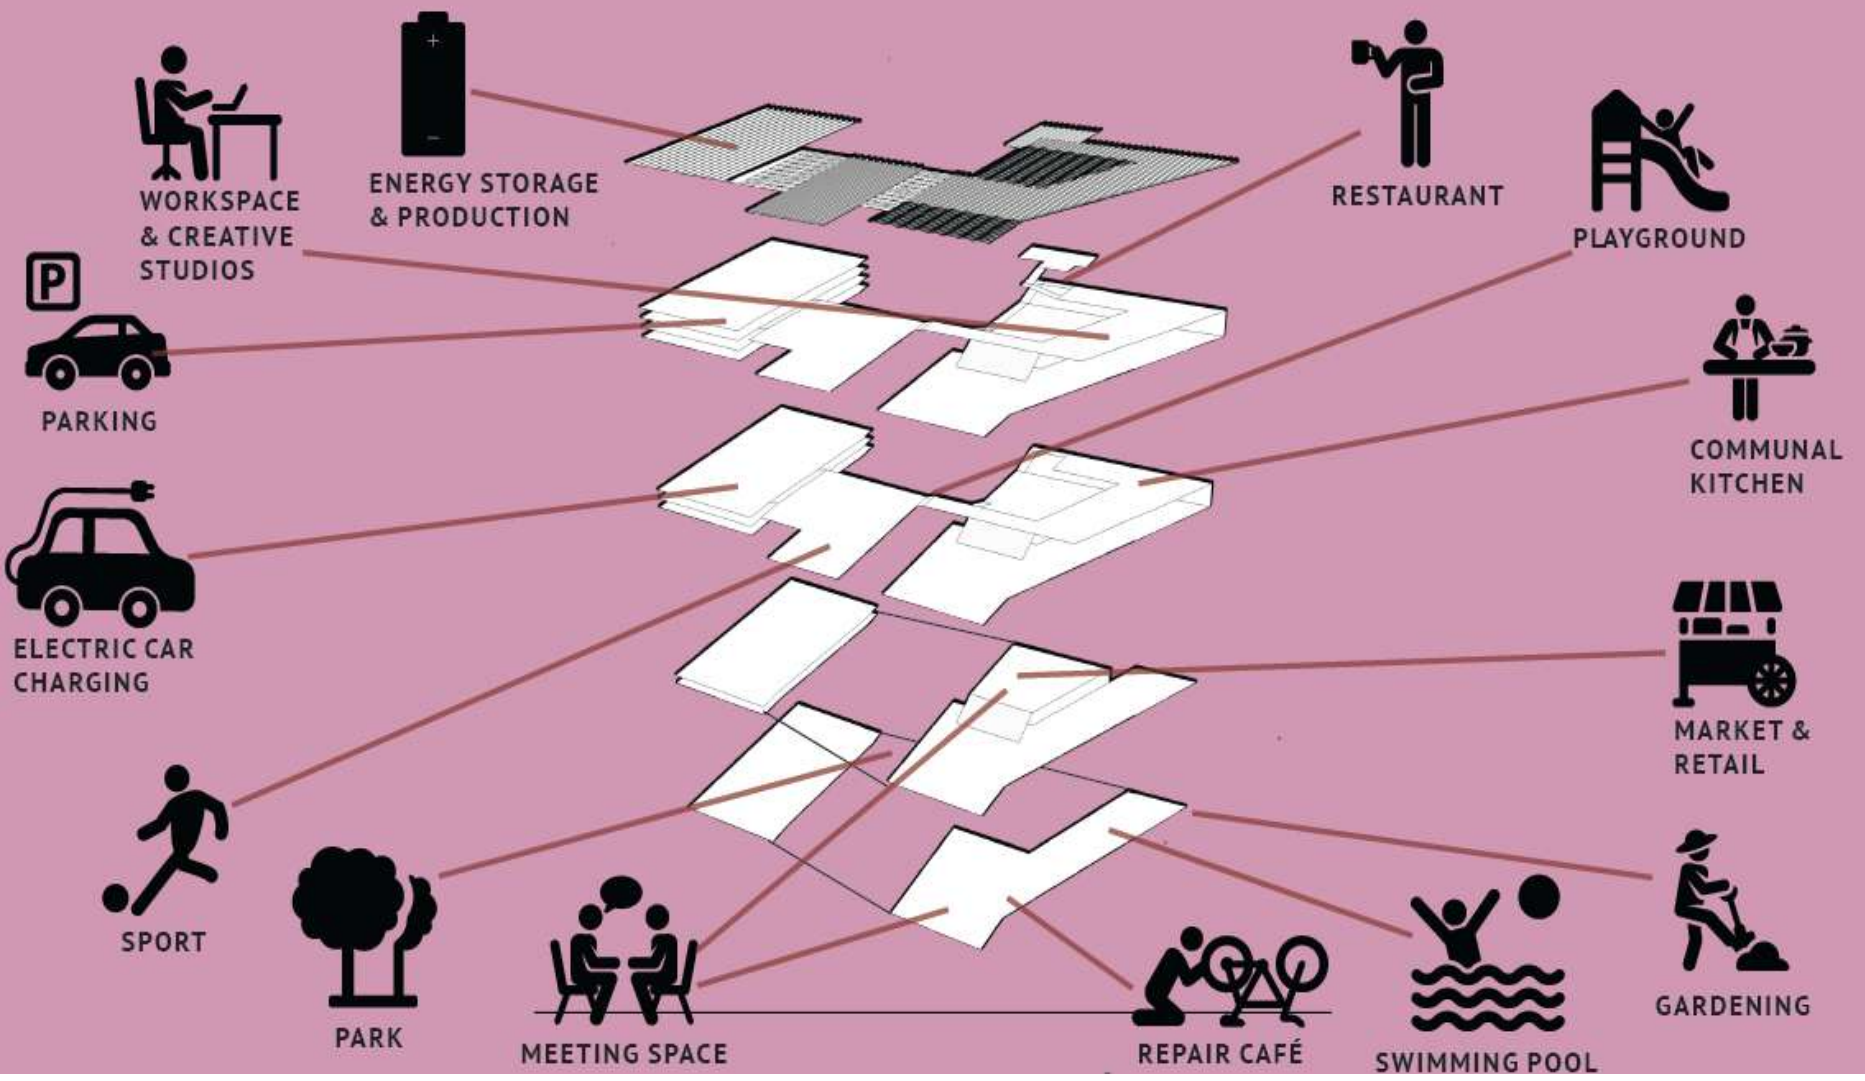 WORKSPACE
& CREATIVE
STUDIOS
+
-
ENERGY STORAGE
& PRODUCTION
RESTAURANT
PLAYGROUND
P
PARKING
COMMUNAL
KITCHEN
ELECTRIC CAR
CHARGING
MARKET &
RETAIL
SPORT
PARK
MEETING SPACE
REPAIR CAFÉ
SWIMMING POOL
GARDENING